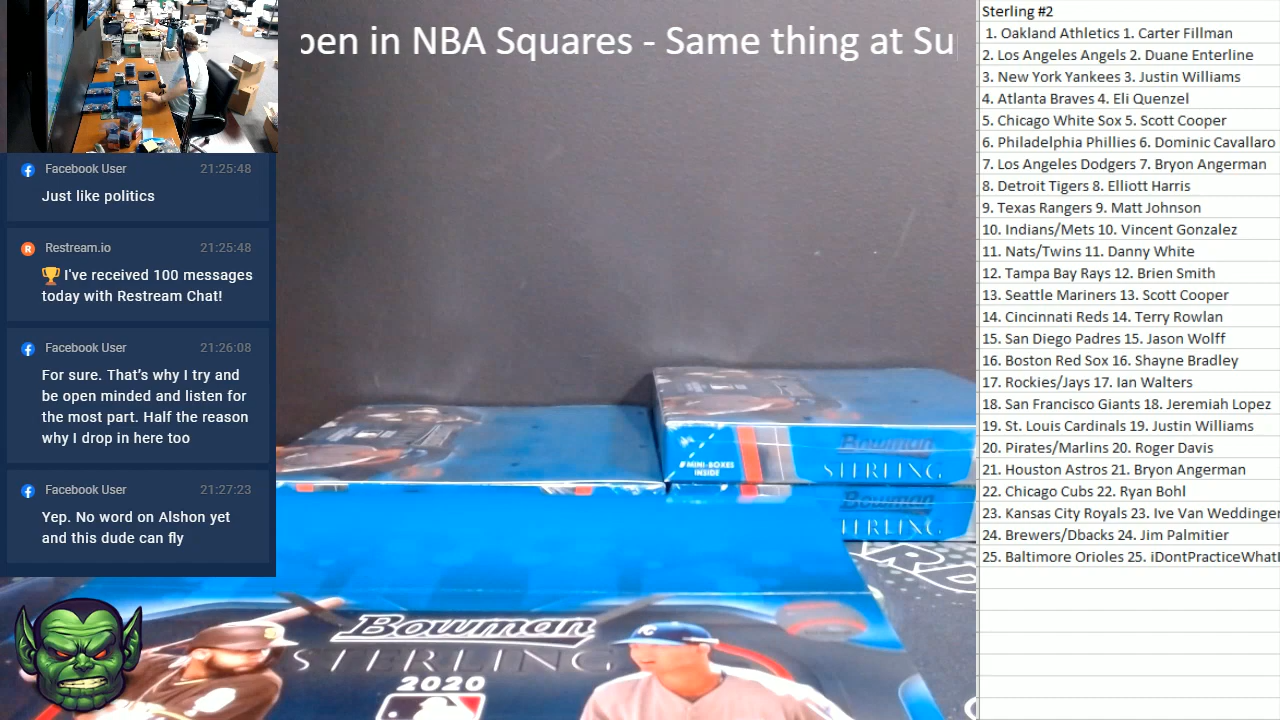 pen in NBA Squares - Same thing at Su
Facebook User 21:25:48
Just like politics
Restream.io 21:25:48
🏆 I've received 100 messages
today with Restream Chat!
Facebook User 21:26:08
For sure. That's why I try and
be open minded and listen for
the most part. Half the reason
why I drop in here too
Facebook User 21:27:23
Yep. No word on Alshon yet
and this dude can fly
Sterling #2
1. Oakland Athletics 1. Carter Fillman
2. Los Angeles Angels 2. Duane Enterline
3. New York Yankees 3. Justin Williams
4. Atlanta Braves 4. Eli Quenzel
5. Chicago White Sox 5. Scott Cooper
6. Philadelphia Phillies 6. Dominic Cavallaro
7. Los Angeles Dodgers 7. Bryon Angerman
8. Detroit Tigers 8. Elliott Harris
9. Texas Rangers 9. Matt Johnson
10. Indians/Mets 10. Vincent Gonzalez
11. Nats/Twins 11. Danny White
12. Tampa Bay Rays 12. Brien Smith
13. Seattle Mariners 13. Scott Cooper
14. Cincinnati Reds 14. Terry Rowlan
15. San Diego Padres 15. Jason Wolff
16. Boston Red Sox 16. Shayne Bradley
17. Rockies/Jays 17. Ian Walters
18. San Francisco Giants 18. Jeremiah Lopez
19. St. Louis Cardinals 19. Justin Williams
20. Pirates/Marlins 20. Roger Davis
21. Houston Astros 21. Bryon Angerman
22. Chicago Cubs 22. Ryan Bohl
23. Kansas City Royals 23. Ive Van Weddinger
24. Brewers/Dbacks 24. Jim Palmitier
25. Baltimore Orioles 25. iDontPracticeWhatI
MINI-BOXES
INSIDE
Bowman
STERLING
Bowman
STERLING
Bowman
STERLING
2020